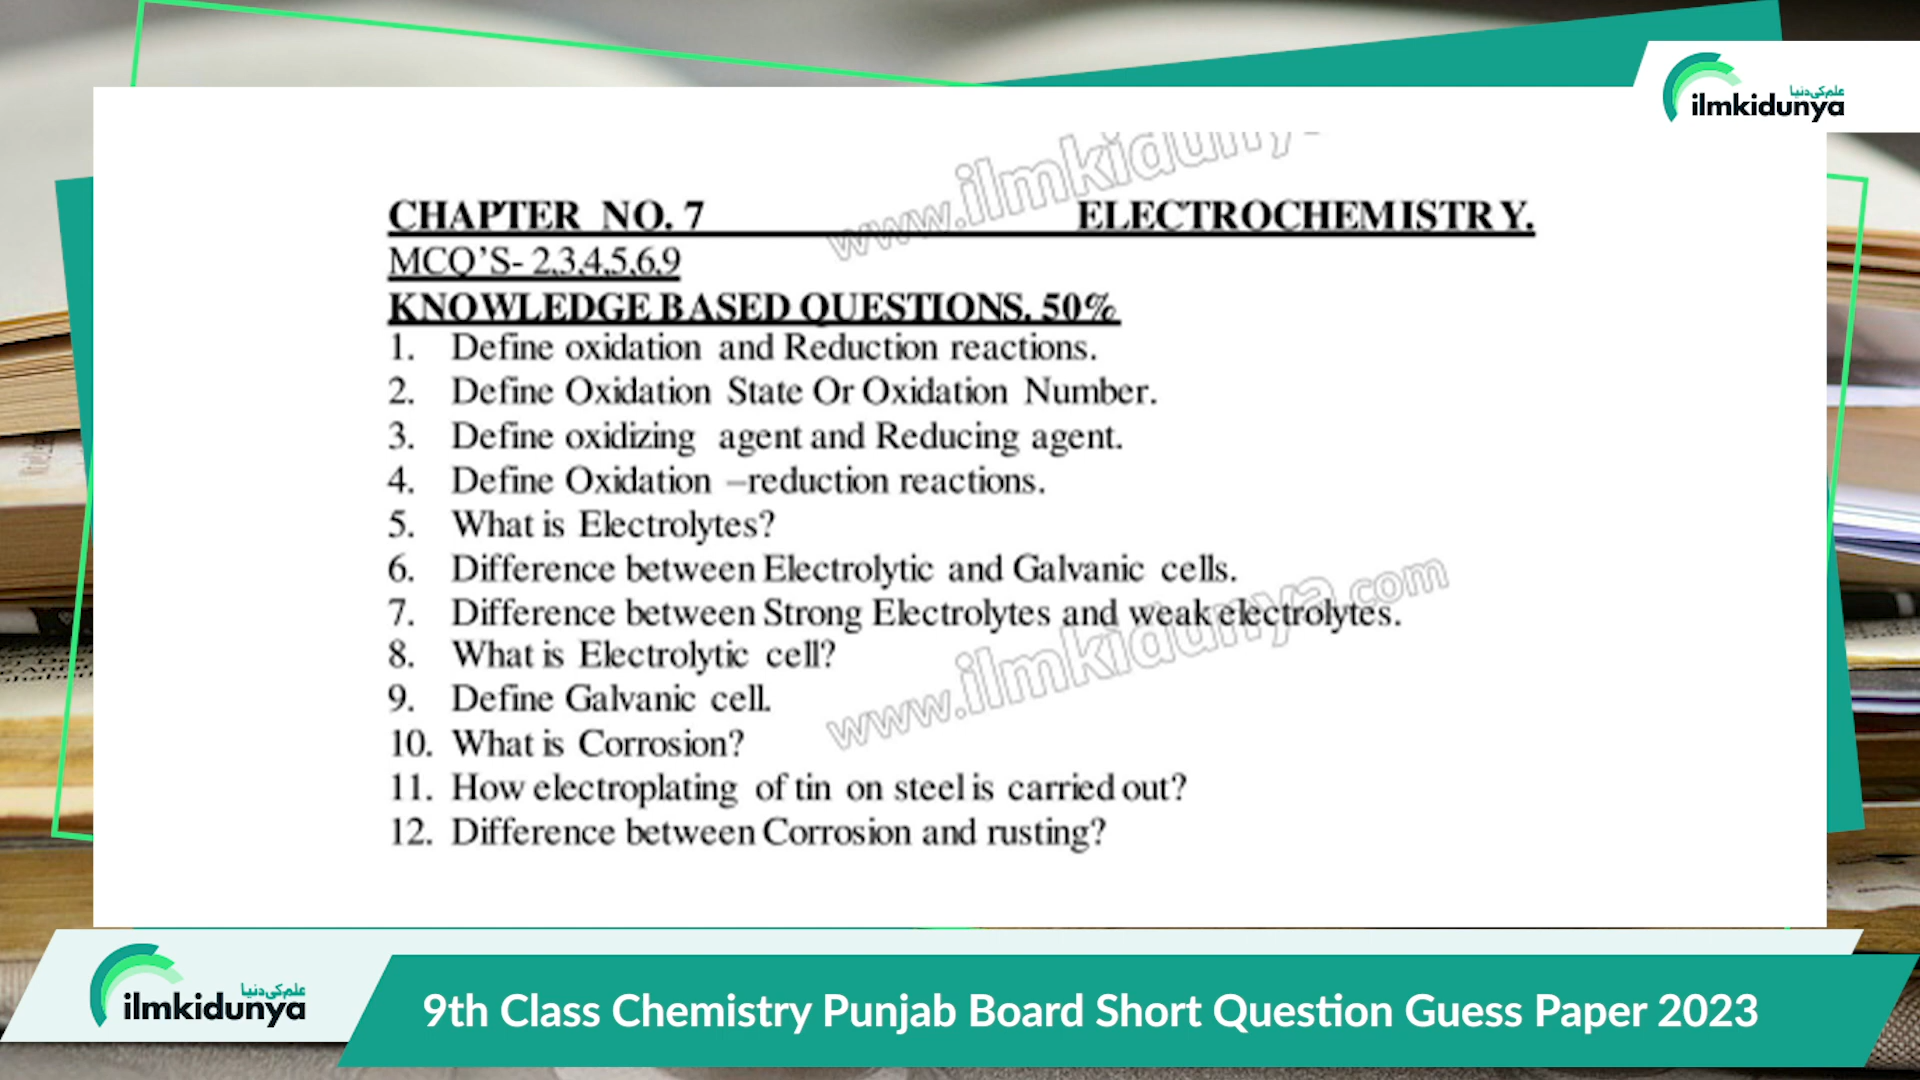 علم کی دنیا
ilmkidunya
www.ilmkidunya
CHAPTER NO. 7 ELECTROCHEMISTRY.
MCQ'S- 2,3,4,5,6,9
KNOWLEDGE BASED QUESTIONS. 50%
1. Define oxidation and Reduction reactions.
2. Define Oxidation State Or Oxidation Number.
3. Define oxidizing agent and Reducing agent.
4. Define Oxidation –reduction reactions.
5. What is Electrolytes?
6. Difference between Electrolytic and Galvanic cells.
7. Difference between Strong Electrolytes and weak electrolytes.
8. What is Electrolytic cell?
9. Define Galvanic cell.
10. What is Corrosion?
11. How electroplating of tin on steel is carried out?
12. Difference between Corrosion and rusting?
www.ilmkidunya.com
علم کی دنیا
ilmkidunya
9th Class Chemistry Punjab Board Short Question Guess Paper 2023